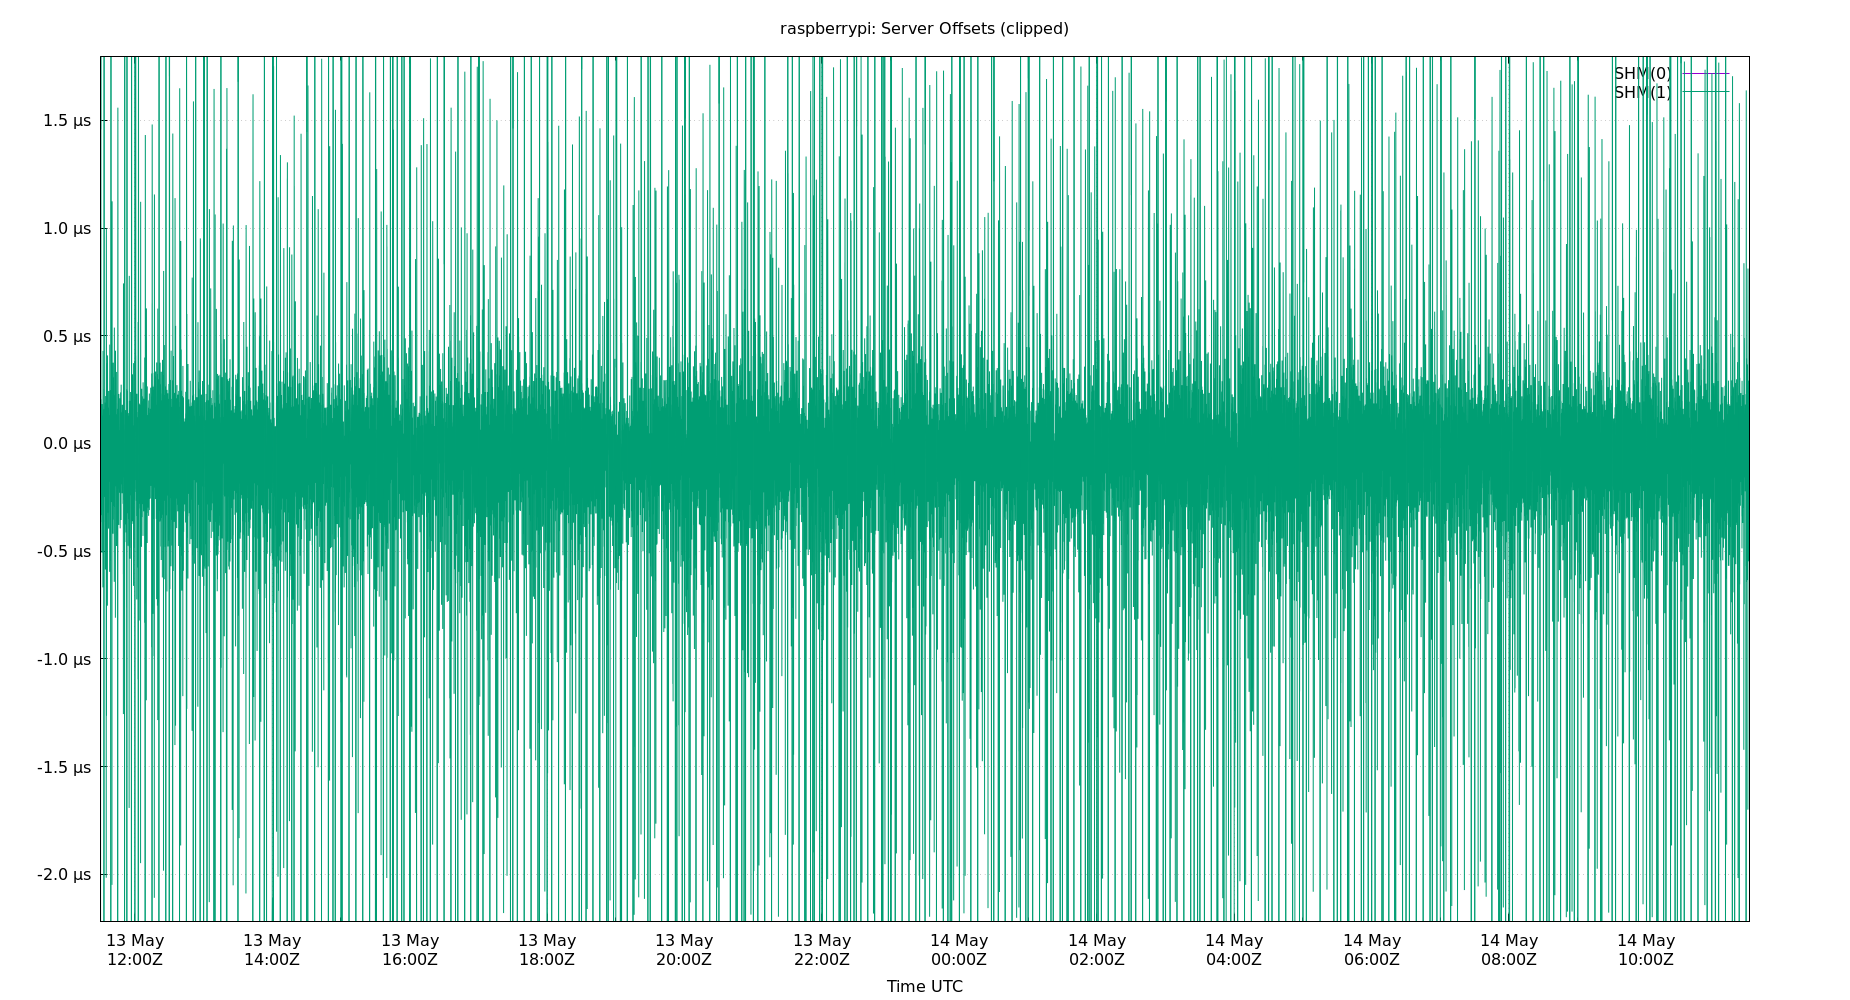 raspberrypi: Server Offsets (clipped)
SHM(0)
SHM(1)
1.5 µs
1.0 µs
0.5 µs
0.0 µs
-0.5 µs
-1.0 µs
-1.5 µs
-2.0 µs
13 May 13 May 13 May 13 May 13 May 13 May 14 May 14 May 14 May 14 May 14 May 14 May
12:00Z 14:00Z 16:00Z 18:00Z 20:00Z 22:00Z 00:00Z 02:00Z 04:00Z 06:00Z 08:00Z 10:00Z
Time UTC